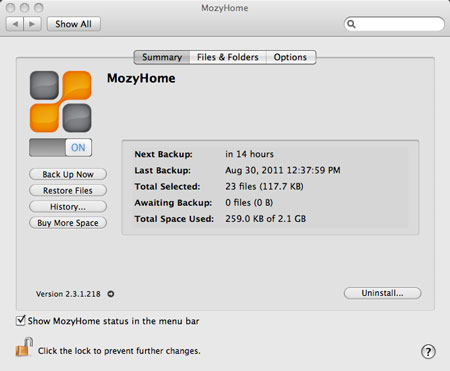 MozyHome
Show All
Summary Files & Folders Options
MozyHome
ON
Back Up Now
Restore Files
History...
Buy More Space
Next Backup: in 14 hours
Last Backup: Aug 30, 2011 12:37:59 PM
Total Selected: 23 files (117.7 KB)
Awaiting Backup: 0 files (0 B)
Total Space Used: 259.0 KB of 2.1 GB
Version 2.3.1.218
Uninstall...
Show MozyHome status in the menu bar
Click the lock to prevent further changes.
?